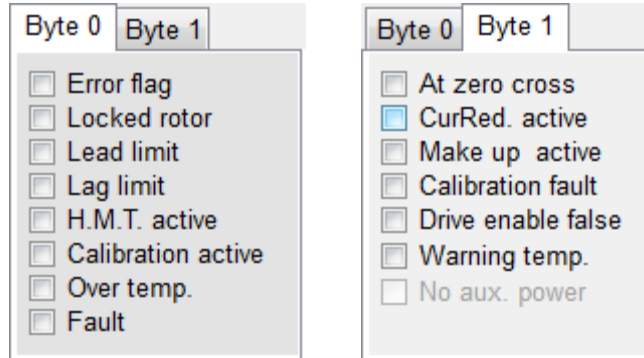 Byte 0 Byte 1
Error flag
Locked rotor
Lead limit
Lag limit
H.M.T. active
Calibration active
Over temp.
Fault
Byte 0 Byte 1
At zero cross
CurRed. active
Make up active
Calibration fault
Drive enable false
Warning temp.
No aux. power